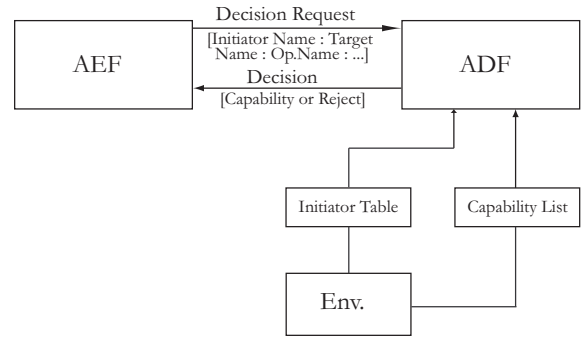 Decision Request
[Initiator Name : Target
Name : Op.Name : ...]
AEF
ADF
Decision
[Capability or Reject]
Initiator Table
Capability List
Env.